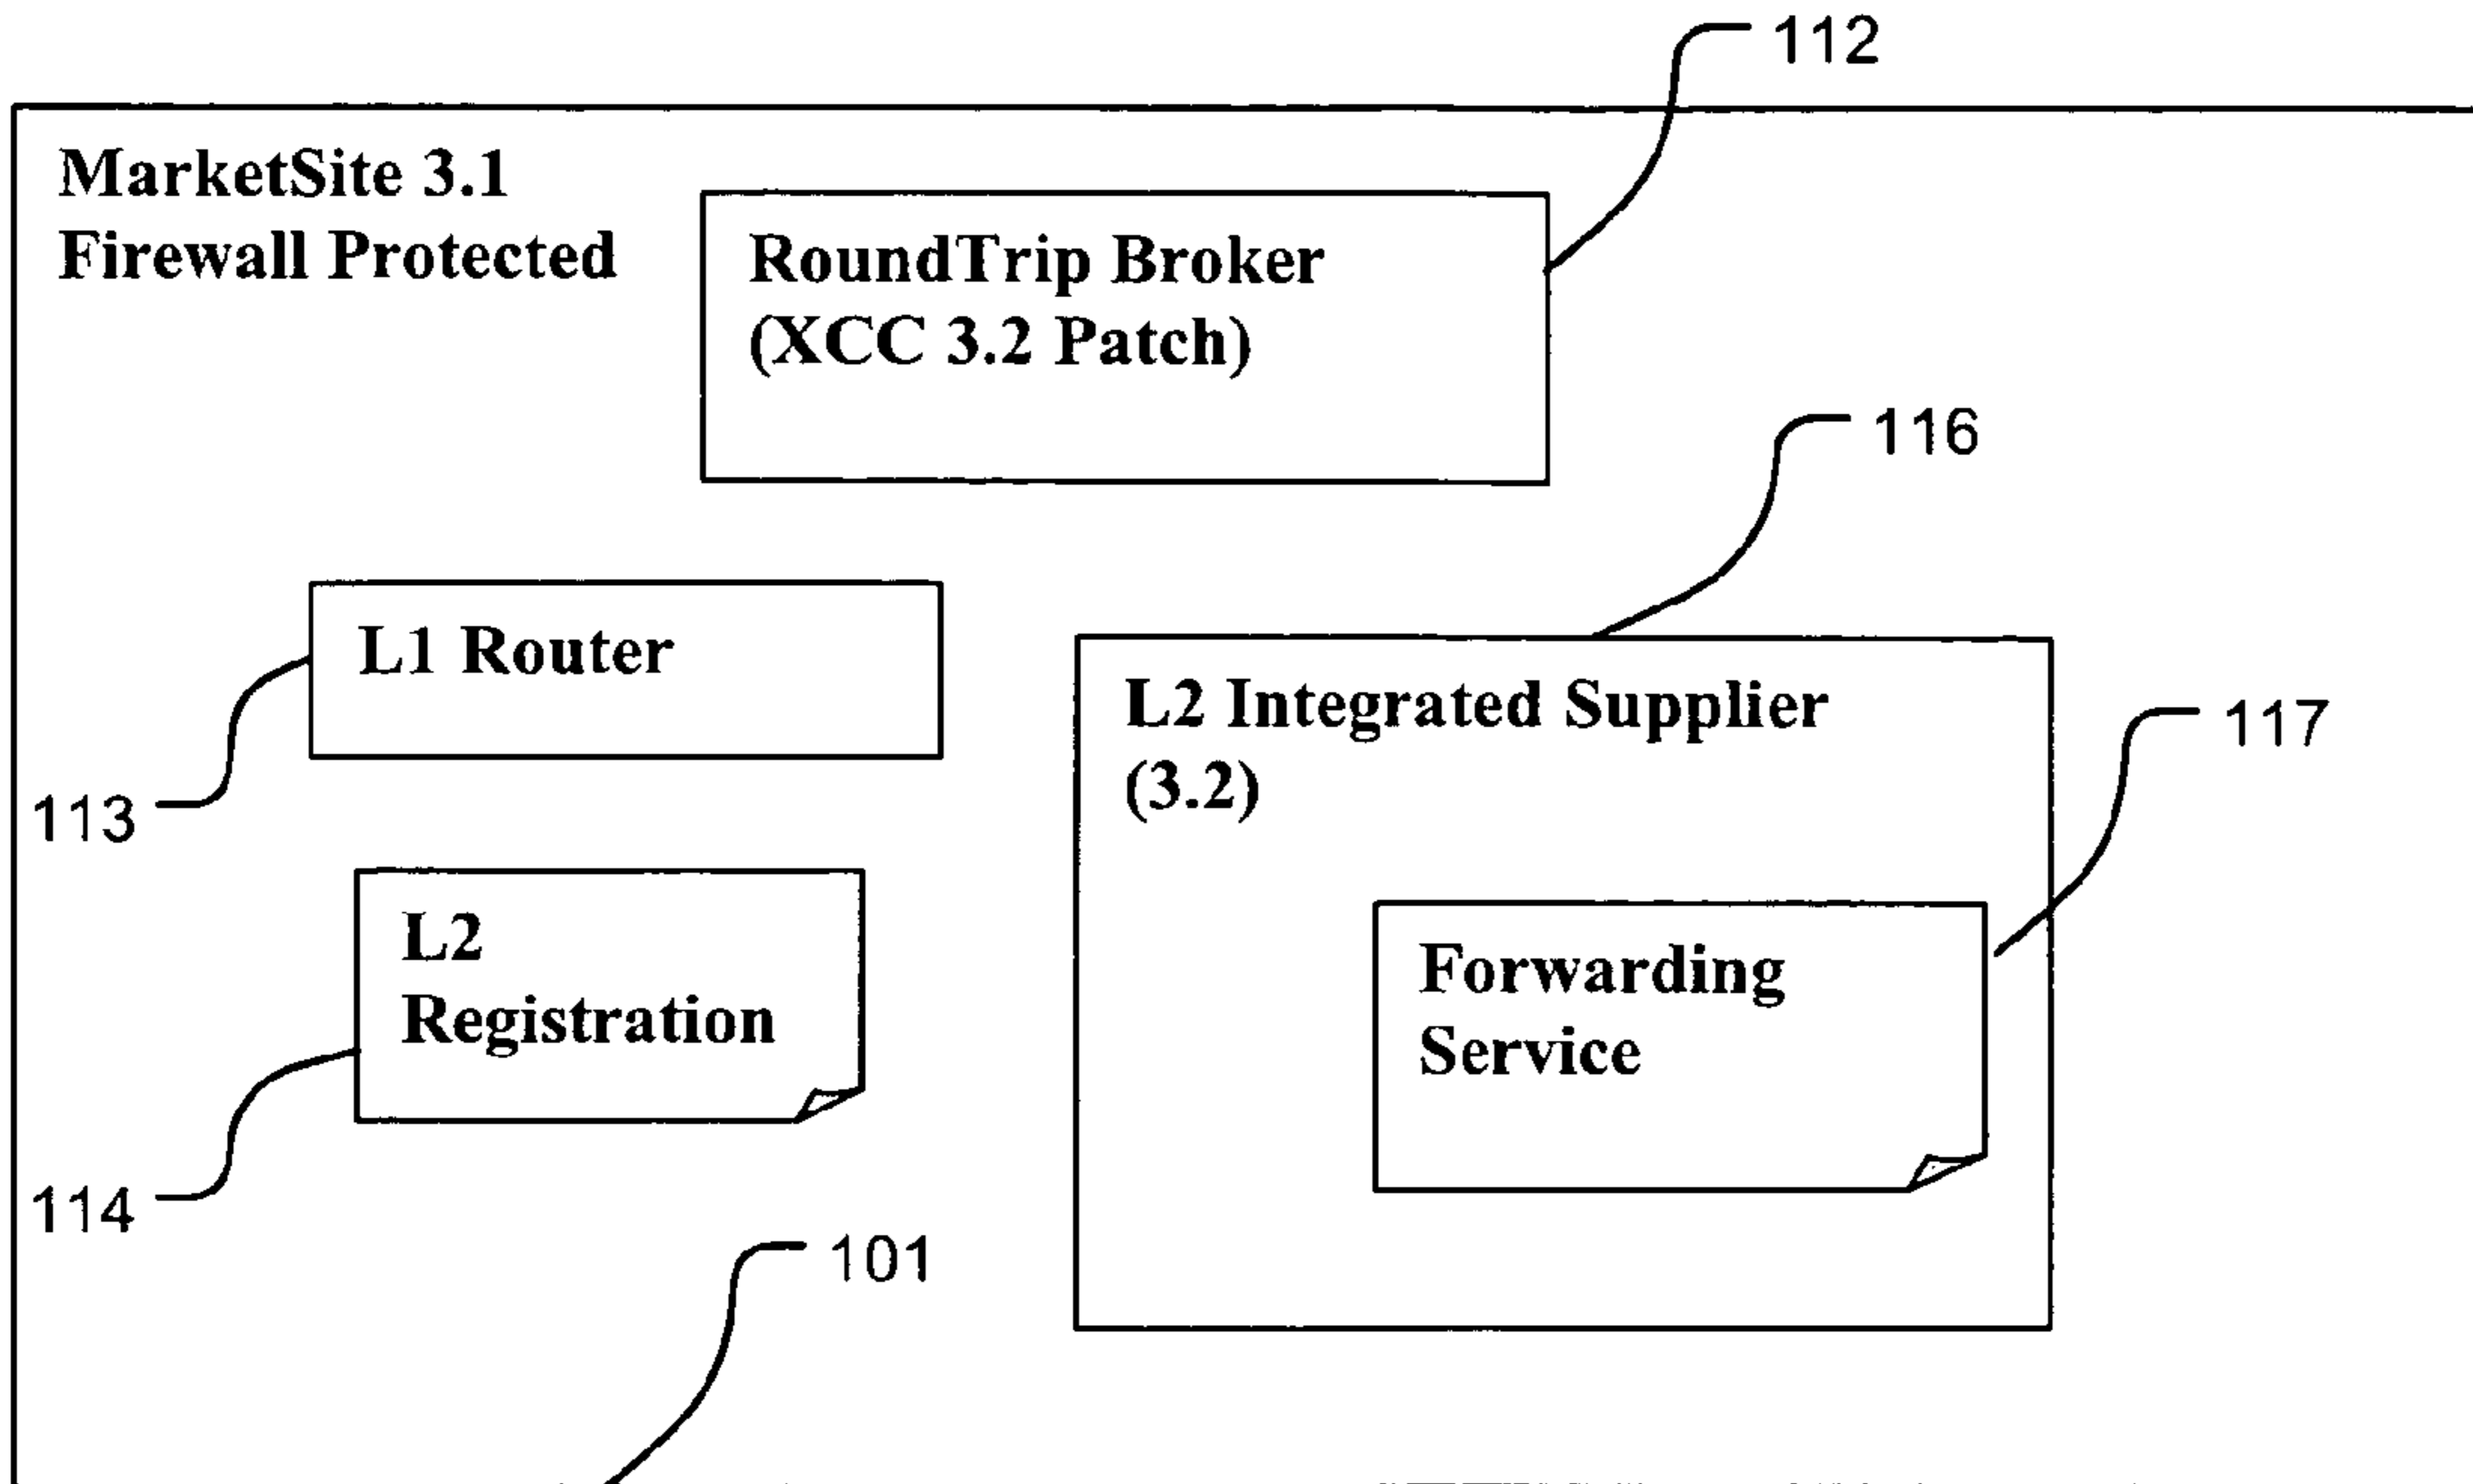 112
MarketSite 3.1
Firewall Protected
RoundTrip Broker
(XCC 3.2 Patch)
116
L1 Router
L2 Integrated Supplier
(3.2)
117
113
L2
Registration
Forwarding
Service
114
101